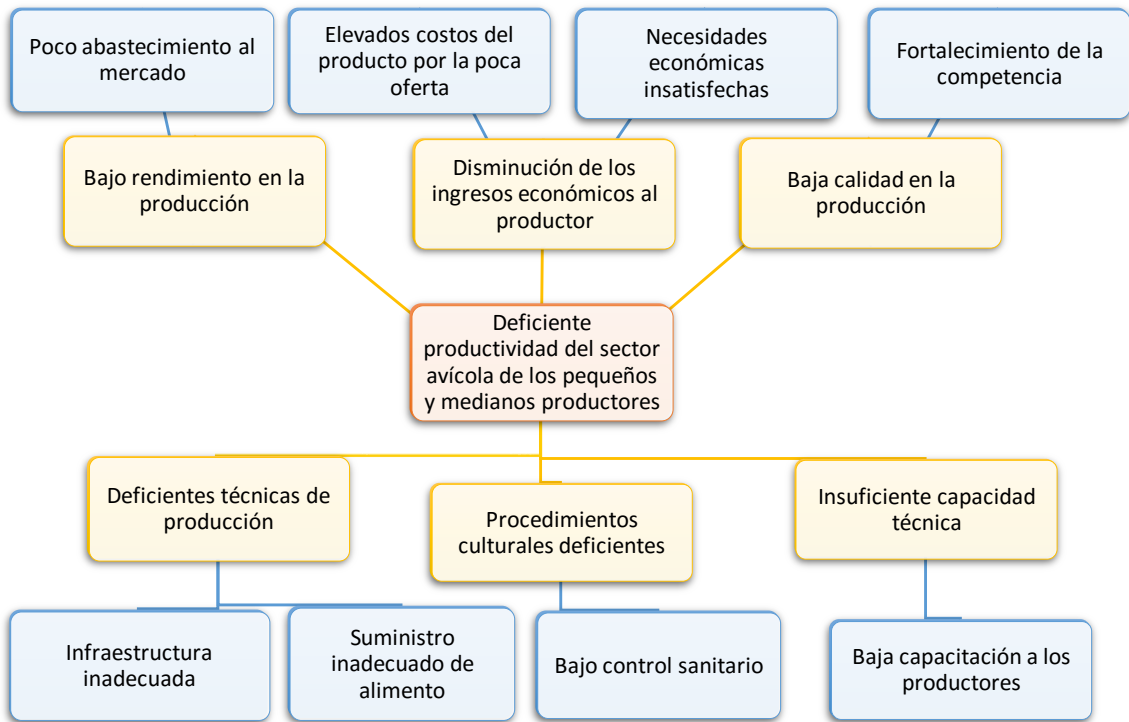 Poco abastecimiento al
mercado
Elevados costos del
producto por la poca
oferta
Necesidades
económicas
insatisfechas
Fortalecimiento de la
competencia
Bajo rendimiento en la
producción
Disminución de los
ingresos económicos al
productor
Baja calidad en la
producción
Deficiente
productividad del sector
avícola de los pequeños
y medianos productores
Deficientes técnicas de
producción
Procedimientos
culturales deficientes
Insuficiente capacidad
técnica
Infraestructura
inadecuada
Suministro
inadecuado de
alimento
Bajo control sanitario
Baja capacitación a los
productores